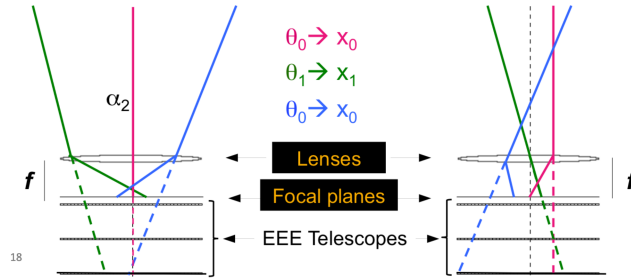 θ₀→ x₀
θ₁→ x₁
θ₀→ x₀
α₂
Lenses
f
f
Focal planes
EEE Telescopes
18